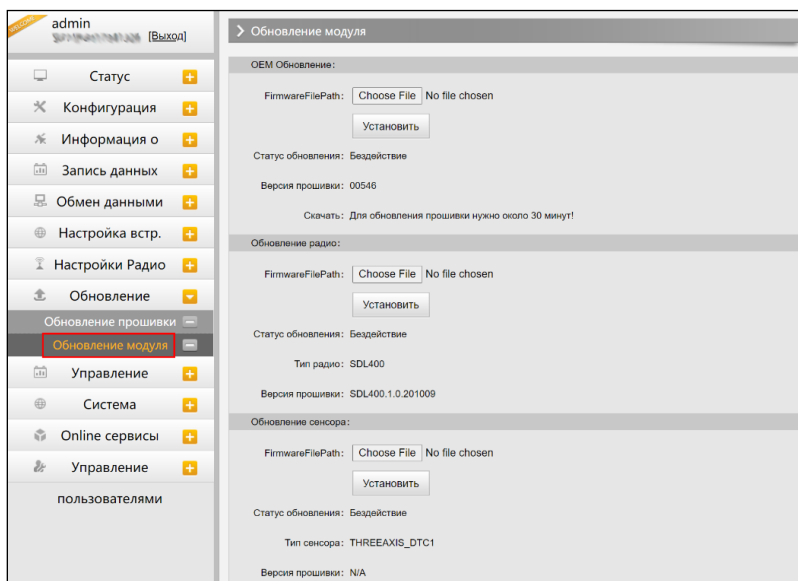 WELCOME
admin
[Выход]
Статус
Конфигурация
Информация о
Запись данных
Обмен данными
Настройка встр.
Настройки Радио
Обновление
Обновление прошивки
Обновление модуля
Управление
Система
Online сервисы
Управление
пользователями
Обновление модуля
OEM Обновление:
FirmwareFilePath: Choose File No file chosen
Установить
Статус обновления: Бездействие
Версия прошивки: 00546
Скачать: Для обновления прошивки нужно около 30 минут!
Обновление радио:
FirmwareFilePath: Choose File No file chosen
Установить
Статус обновления: Бездействие
Тип радио: SDL400
Версия прошивки: SDL400.1.0.201009
Обновление сенсора:
FirmwareFilePath: Choose File No file chosen
Установить
Статус обновления: Бездействие
Тип сенсора: THREEAXIS_DTC1
Версия прошивки: N/A